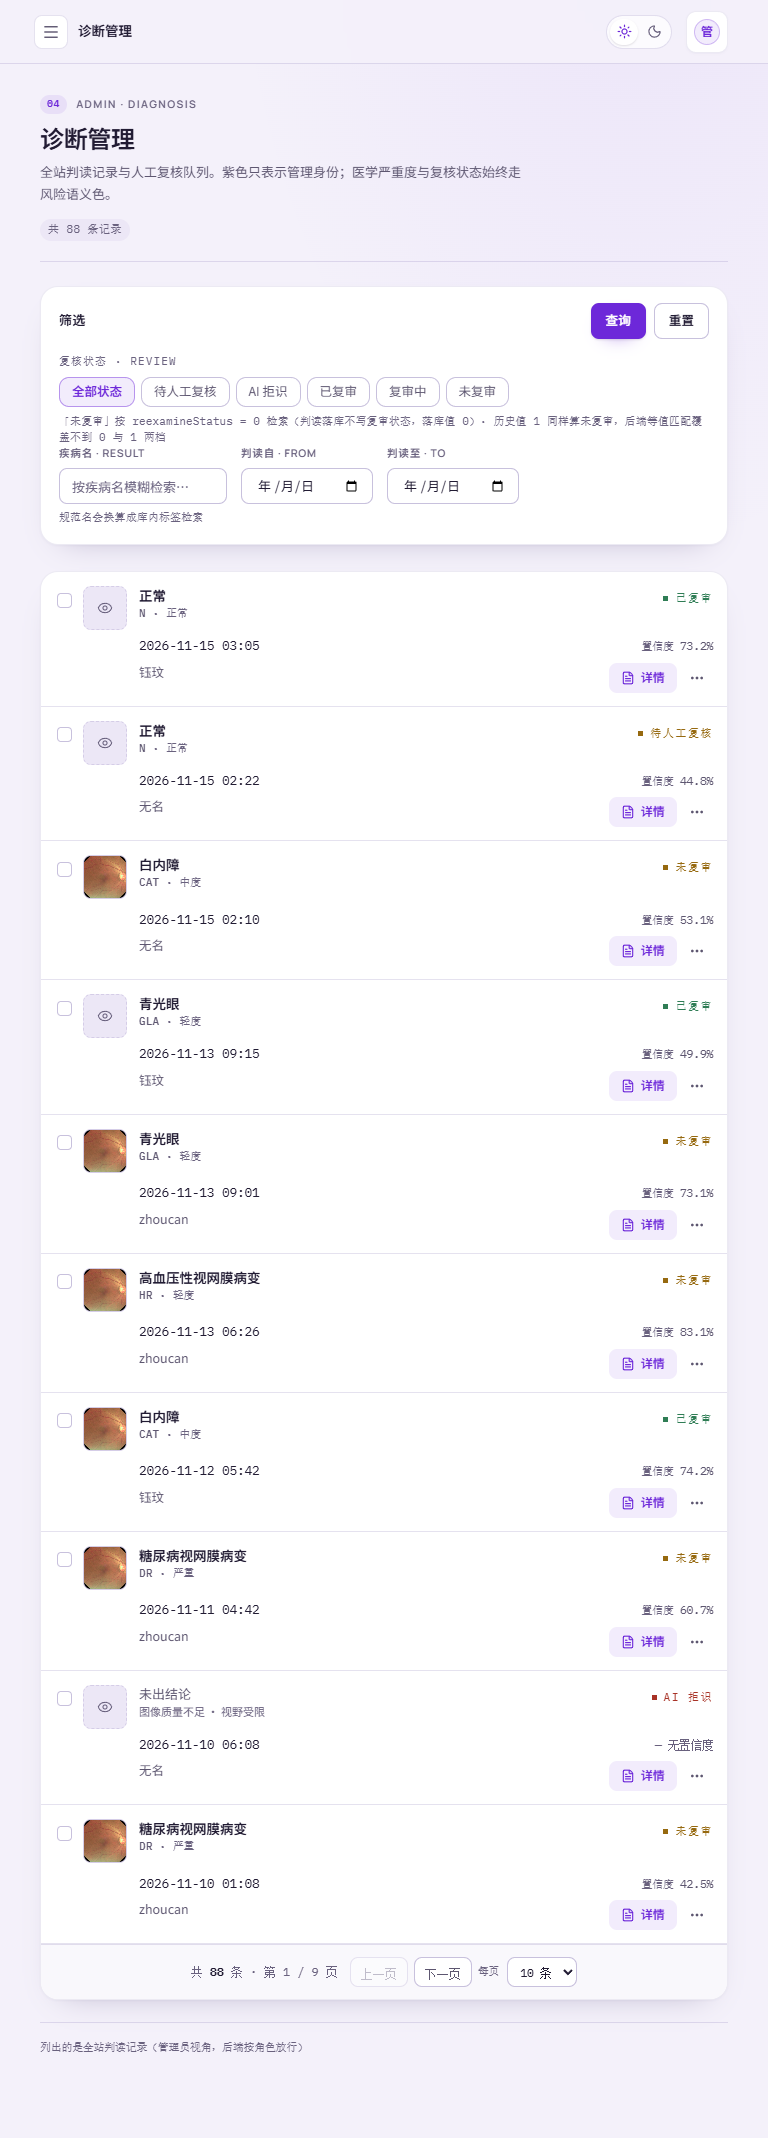 诊断管理
管
04 ADMIN · DIAGNOSIS
诊断管理
全站判读记录与人工复核队列。紫色只表示管理身份；医学严重度与复核状态始终走
风险语义色。
共 88 条记录
筛选
查询 重置
复核状态 · REVIEW
全部状态 待人工复核 AI 拒识 已复审 复审中 未复审
「未复审」按 reexamineStatus = 0 检索（判读落库不写复审状态，落库值 0）· 历史值 1 同样算未复审，后端等值匹配覆
盖不到 0 与 1 两档
疾病名 · RESULT 判读自 · FROM 判读至 · TO
按疾病名模糊检索… 年 /月/日 年 /月/日
规范名会换算成库内标签检索
正常 已复审
N · 正常
2026-11-15 03:05 置信度 73.2%
钰玟 详情
正常 待人工复核
N · 正常
2026-11-15 02:22 置信度 44.8%
无名 详情
白内障 未复审
CAT · 中度
2026-11-15 02:10 置信度 53.1%
无名 详情
青光眼 已复审
GLA · 轻度
2026-11-13 09:15 置信度 49.9%
钰玟 详情
青光眼 未复审
GLA · 轻度
2026-11-13 09:01 置信度 73.1%
zhoucan 详情
高血压性视网膜病变 未复审
HR · 轻度
2026-11-13 06:26 置信度 83.1%
zhoucan 详情
白内障 已复审
CAT · 中度
2026-11-12 05:42 置信度 74.2%
钰玟 详情
糖尿病视网膜病变 未复审
DR · 严重
2026-11-11 04:42 置信度 60.7%
zhoucan 详情
未出结论 AI 拒识
图像质量不足 · 视野受限
2026-11-10 06:08 — 无置信度
无名 详情
糖尿病视网膜病变 未复审
DR · 严重
2026-11-10 01:08 置信度 42.5%
zhoucan 详情
共 88 条 · 第 1 / 9 页 上一页 下一页 每页 10 条
列出的是全站判读记录（管理员视角，后端按角色放行）